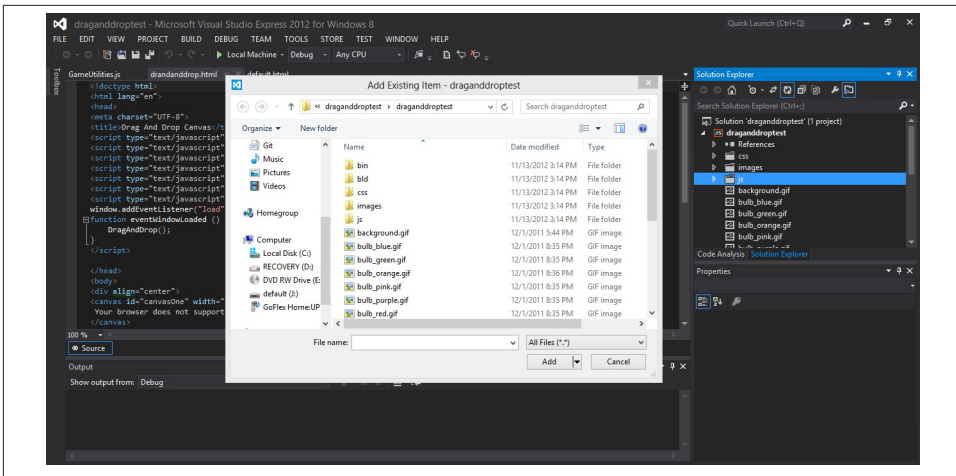 draganddroptest - Microsoft Visual Studio Express 2012 for Windows 8
Quick Launch (Ctrl+Q)
FILE EDIT VIEW PROJECT BUILD DEBUG TEAM TOOLS STORE TEST WINDOW HELP
Local Machine - Debug - Any CPU
Toolbox
GameUtilities.js dragandddrop.html default.html
<!doctype html>
<html lang="en">
<head>
<meta charset="UTF-8">
<title>Drag And Drop Canvas</t
<script type="text/javascript"
<script type="text/javascript"
<script type="text/javascript"
<script type="text/javascript"
<script type="text/javascript"
<script type="text/javascript"
<script type="text/javascript"
window.addEventListener("load"
function eventWindowLoaded ()
DragAndDrop();
}
</script>
</head>
<body>
<div align="center">
<canvas id="canvasOne" width="
Your browser does not support
</canvas>
100 %
Source
Output
Show output from: Debug
Add Existing Item - draganddroptest
« draganddroptest › draganddroptest
Search draganddroptest
Organize New folder
Git
Music
Pictures
Videos
Homegroup
Computer
Local Disk (C:)
RECOVERY (D:)
DVD RW Drive (E:
default (J:)
GoFlex Home:UP
Name Date modified Type
bin 11/13/2012 3:14 PM File folder
bld 11/13/2012 3:14 PM File folder
css 11/13/2012 3:14 PM File folder
images 11/13/2012 3:14 PM File folder
js 11/13/2012 3:14 PM File folder
background.gif 12/1/2011 5:44 PM GIF image
bulb_blue.gif 12/1/2011 8:35 PM GIF image
bulb_green.gif 12/1/2011 8:35 PM GIF image
bulb_orange.gif 12/1/2011 8:36 PM GIF image
bulb_pink.gif 12/1/2011 8:35 PM GIF image
bulb_purple.gif 12/1/2011 8:35 PM GIF image
bulb_red.gif 12/1/2011 8:35 PM GIF image
File name:
All Files (*.*)
Add Cancel
Solution Explorer
Search Solution Explorer (Ctrl+;)
Solution 'draganddroptest' (1 project)
draganddroptest
References
css
images
js
background.gif
bulb_blue.gif
bulb_green.gif
bulb_orange.gif
bulb_pink.gif
bulb_purple.gif
Code Analysis Solution Explorer
Properties